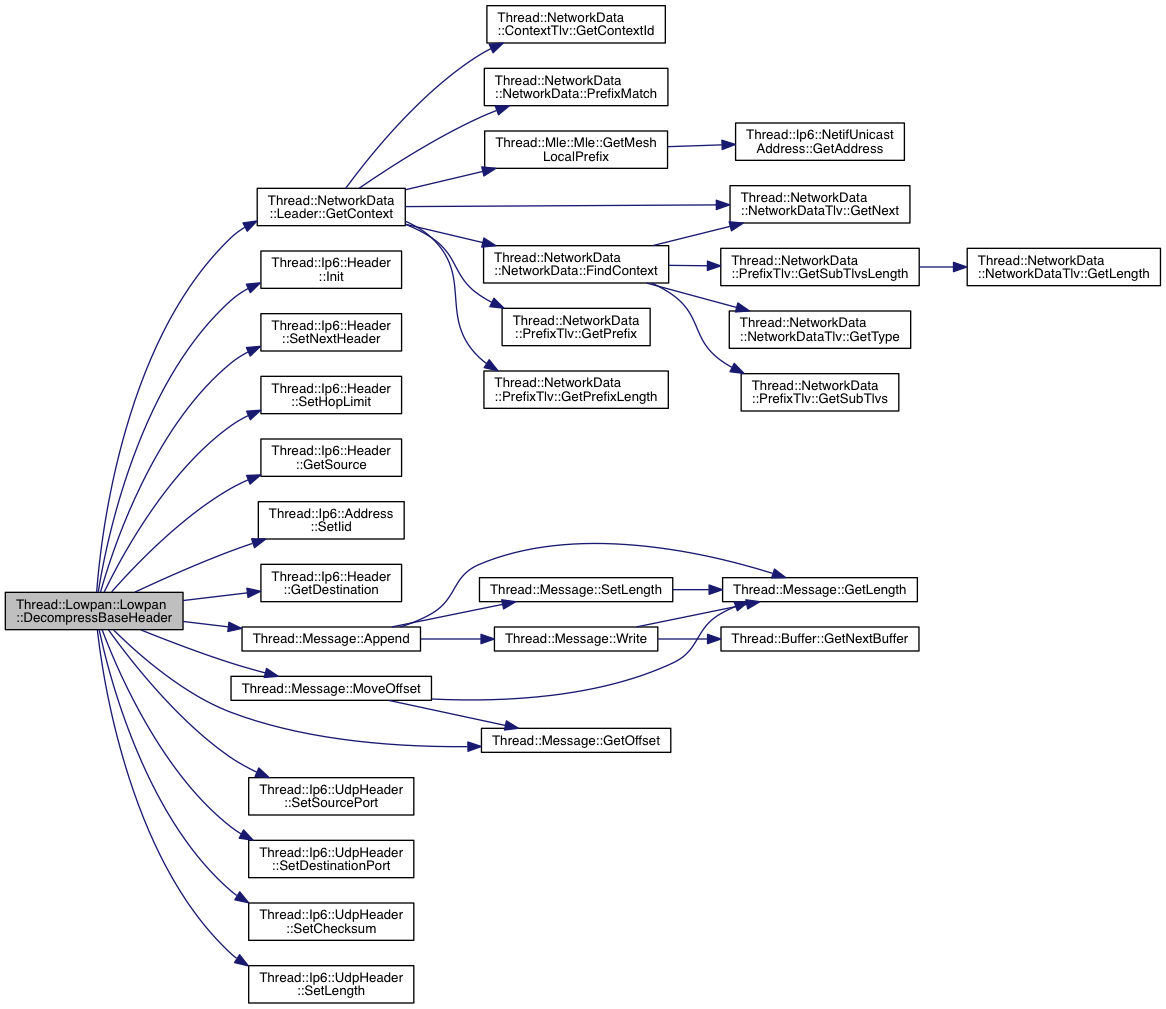 Thread::NetworkData
::ContextTlv::GetContextId
Thread::NetworkData
::NetworkData::PrefixMatch
Thread::Mle::Mle::GetMesh
LocalPrefix
Thread::Ip6::NetifUnicast
Address::GetAddress
Thread::NetworkData
::Leader::GetContext
Thread::NetworkData
::NetworkDataTlv::GetNext
Thread::NetworkData
::NetworkData::FindContext
Thread::NetworkData
::PrefixTlv::GetSubTlvsLength
Thread::NetworkData
::NetworkDataTlv::GetLength
Thread::Ip6::Header
::Init
Thread::NetworkData
::PrefixTlv::GetPrefix
Thread::NetworkData
::NetworkDataTlv::GetType
Thread::Ip6::Header
::SetNextHeader
Thread::NetworkData
::PrefixTlv::GetPrefixLength
Thread::NetworkData
::PrefixTlv::GetSubTlvs
Thread::Ip6::Header
::SetHopLimit
Thread::Ip6::Header
::GetSource
Thread::Ip6::Address
::SetIid
Thread::Ip6::Header
::GetDestination
Thread::Message::SetLength
Thread::Message::GetLength
Thread::Lowpan::Lowpan
::DecompressBaseHeader
Thread::Message::Append
Thread::Message::Write
Thread::Buffer::GetNextBuffer
Thread::Message::MoveOffset
Thread::Message::GetOffset
Thread::Ip6::UdpHeader
::SetSourcePort
Thread::Ip6::UdpHeader
::SetDestinationPort
Thread::Ip6::UdpHeader
::SetChecksum
Thread::Ip6::UdpHeader
::SetLength